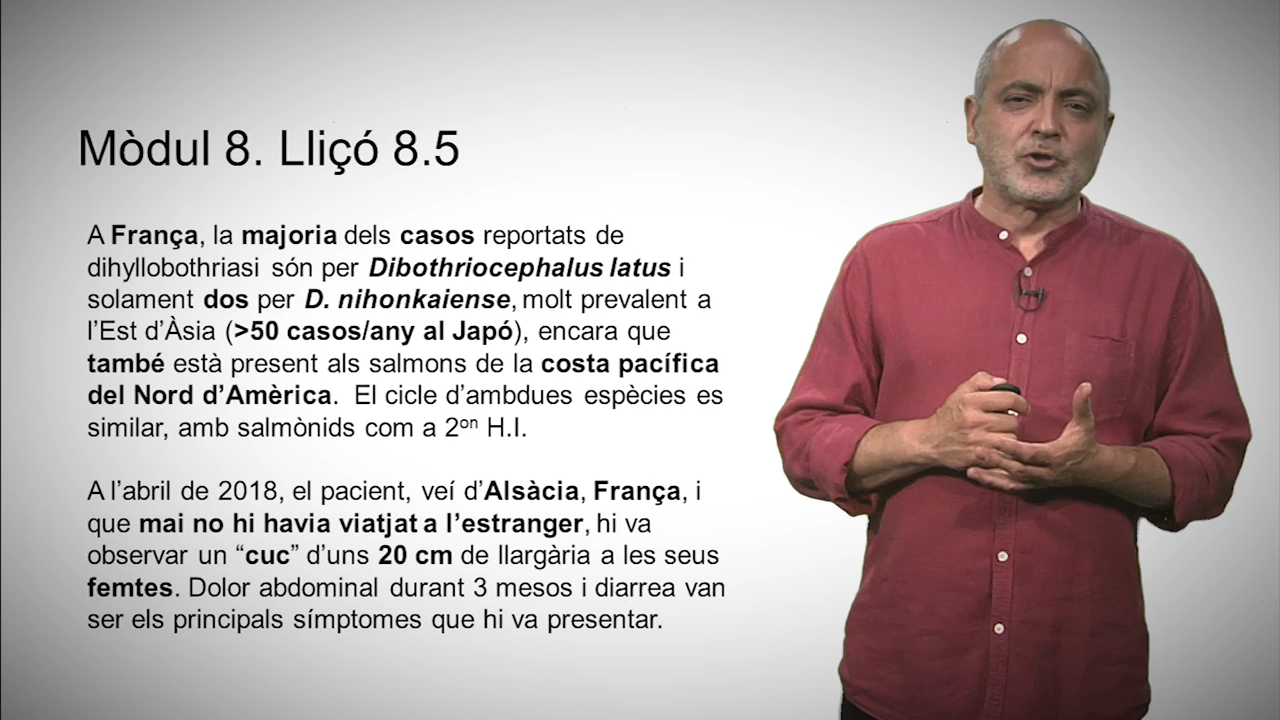 Mòdul 8. Lliçó 8.5
A França, la majoria dels casos reportats de
dihyllobothriasi són per Dibothriocephalus latus i
solament dos per D. nihonkaiense, molt prevalent a
l’Est d’Àsia (>50 casos/any al Japó), encara que
també està present als salmons de la costa pacífica
del Nord d’Amèrica. El cicle d’ambdues espècies es
similar, amb salmònids com a 2on H.I.
A l’abril de 2018, el pacient, veí d’Alsàcia, França, i
que mai no hi havia viatjat a l’estranger, hi va
observar un “cuc” d’uns 20 cm de llargària a les seus
femtes. Dolor abdominal durant 3 mesos i diarrea van
ser els principals símptomes que hi va presentar.